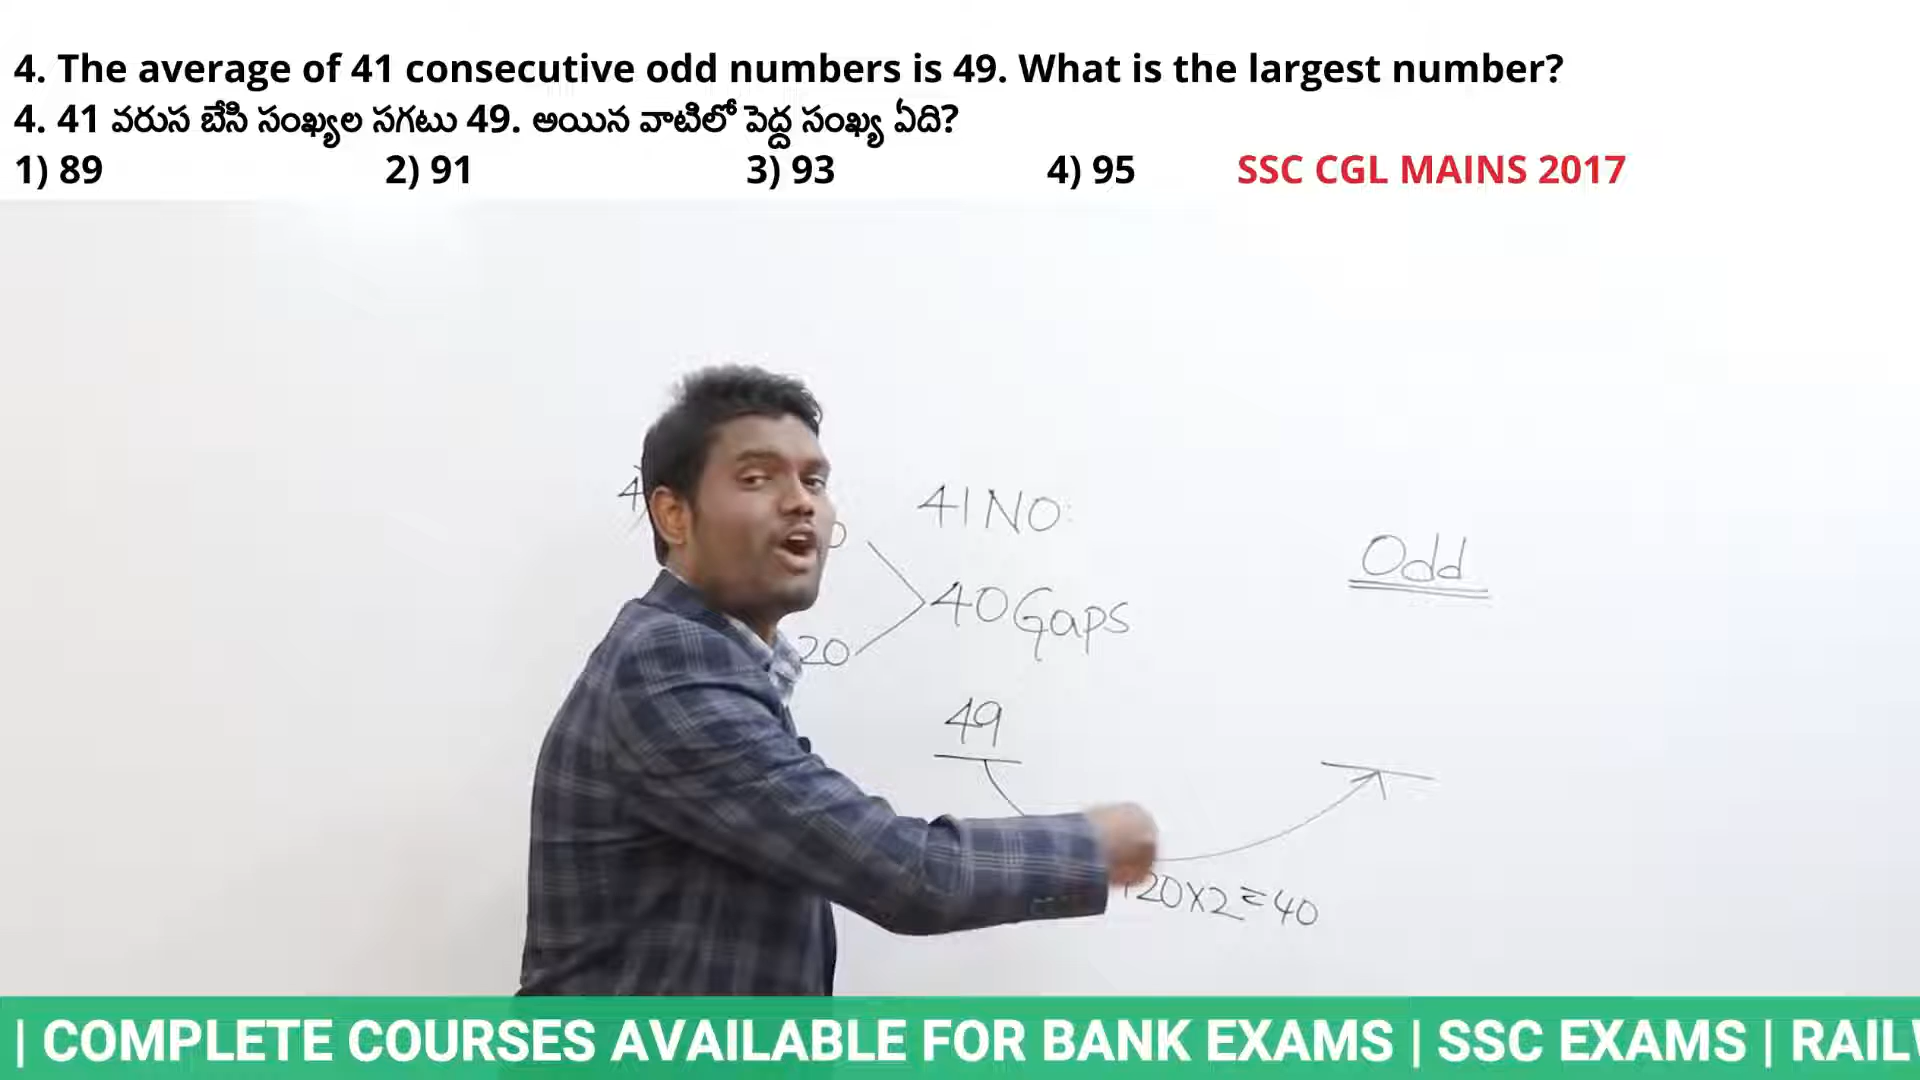 4. The average of 41 consecutive odd numbers is 49. What is the largest number?
4. 41 వరుస బేసి సంఖ్యల సగటు 49. అయిన వాటిలో పెద్ద సంఖ్య ఏది?
1) 89 2) 91 3) 93 4) 95 SSC CGL MAINS 2017
41 NO:
Odd
40 Gaps
20
49
20x2=40
| COMPLETE COURSES AVAILABLE FOR BANK EXAMS | SSC EXAMS |